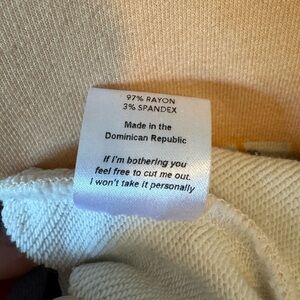 97% RAYON
3% SPANDEX
Made in the
Dominican Republic
If I'm bothering you
feel free to cut me out.
I won't take it personally